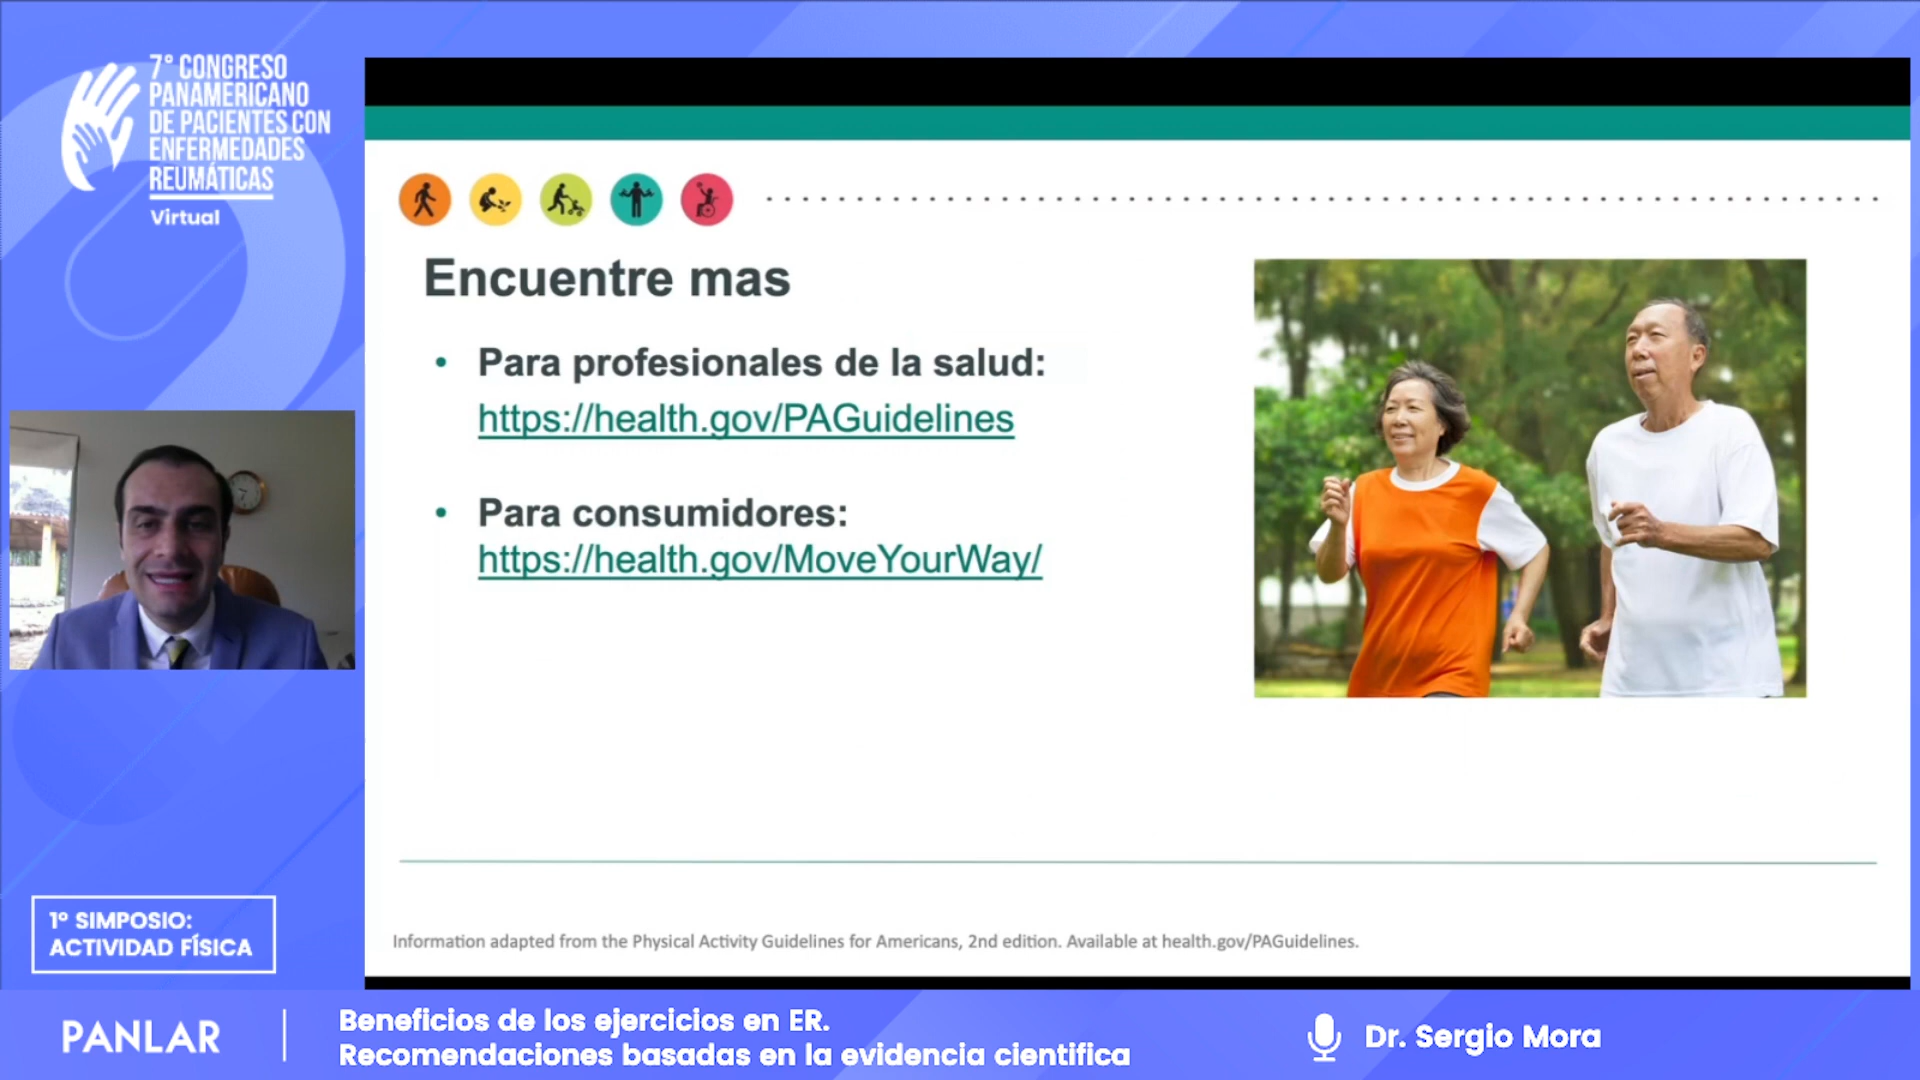 7° CONGRESO
PANAMERICANO
DE PACIENTES CON
ENFERMEDADES
REUMÁTICAS
Virtual
Encuentre mas
• Para profesionales de la salud:
https://health.gov/PAGuidelines
• Para consumidores:
https://health.gov/MoveYourWay/
Information adapted from the Physical Activity Guidelines for Americans, 2nd edition. Available at health.gov/PAGuidelines.
1º SIMPOSIO:
ACTIVIDAD FÍSICA
PANLAR
Beneficios de los ejercicios en ER.
Recomendaciones basadas en la evidencia cientifica
Dr. Sergio Mora